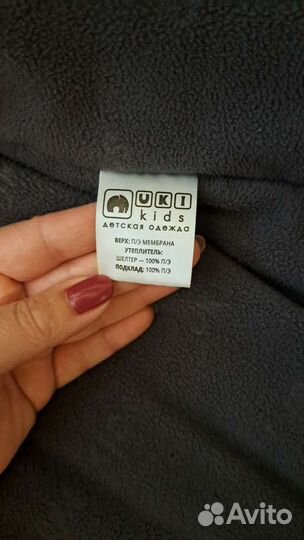 UKI
kids
ДЕТСКАЯ ОДЕЖДА
ВЕРХ: П/Э МЕМБРАНА
УТЕПЛИТЕЛЬ:
ШЕЛТЕР — 100% П/Э
ПОДКЛАД: 100% П/Э
Avito